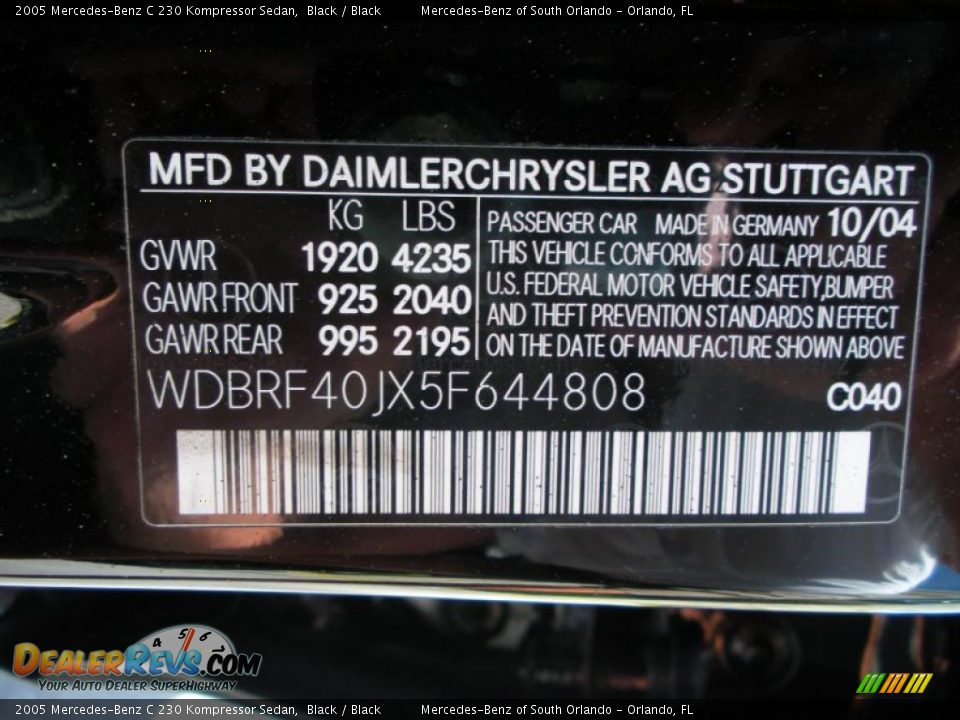 2005 Mercedes-Benz C 230 Kompressor Sedan, Black / Black Mercedes-Benz of South Orlando - Orlando, FL
MFD BY DAIMLERCHRYSLER AG STUTTGART
KG LBS
GVWR 1920 4235
GAWR FRONT 925 2040
GAWR REAR 995 2195
PASSENGER CAR MADE IN GERMANY 10/04
THIS VEHICLE CONFORMS TO ALL APPLICABLE
U.S. FEDERAL MOTOR VEHICLE SAFETY,BUMPER
AND THEFT PREVENTION STANDARDS IN EFFECT
ON THE DATE OF MANUFACTURE SHOWN ABOVE
WDBRF40JX5F644808 C040
4 5 6
DEALERREVS.COM
YOUR AUTO DEALER SUPERHIGHWAY
2005 Mercedes-Benz C 230 Kompressor Sedan, Black / Black Mercedes-Benz of South Orlando - Orlando, FL